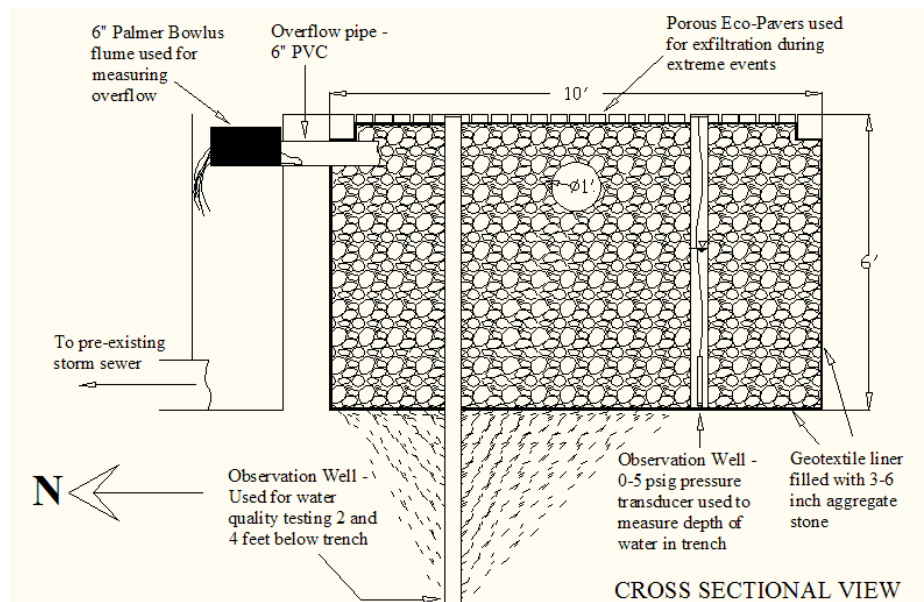 6" Palmer Bowlus
flume used for
measuring
overflow
Overflow pipe -
6" PVC
Porous Eco-Pavers used
for exfiltration during
extreme events
10'
Ø1'
6'
To pre-existing
storm sewer
N
Observation Well -
Used for water
quality testing 2 and
4 feet below trench
Observation Well -
0-5 psig pressure
transducer used to
measure depth of
water in trench
Geotextile liner
filled with 3-6
inch aggregate
stone
CROSS SECTIONAL VIEW